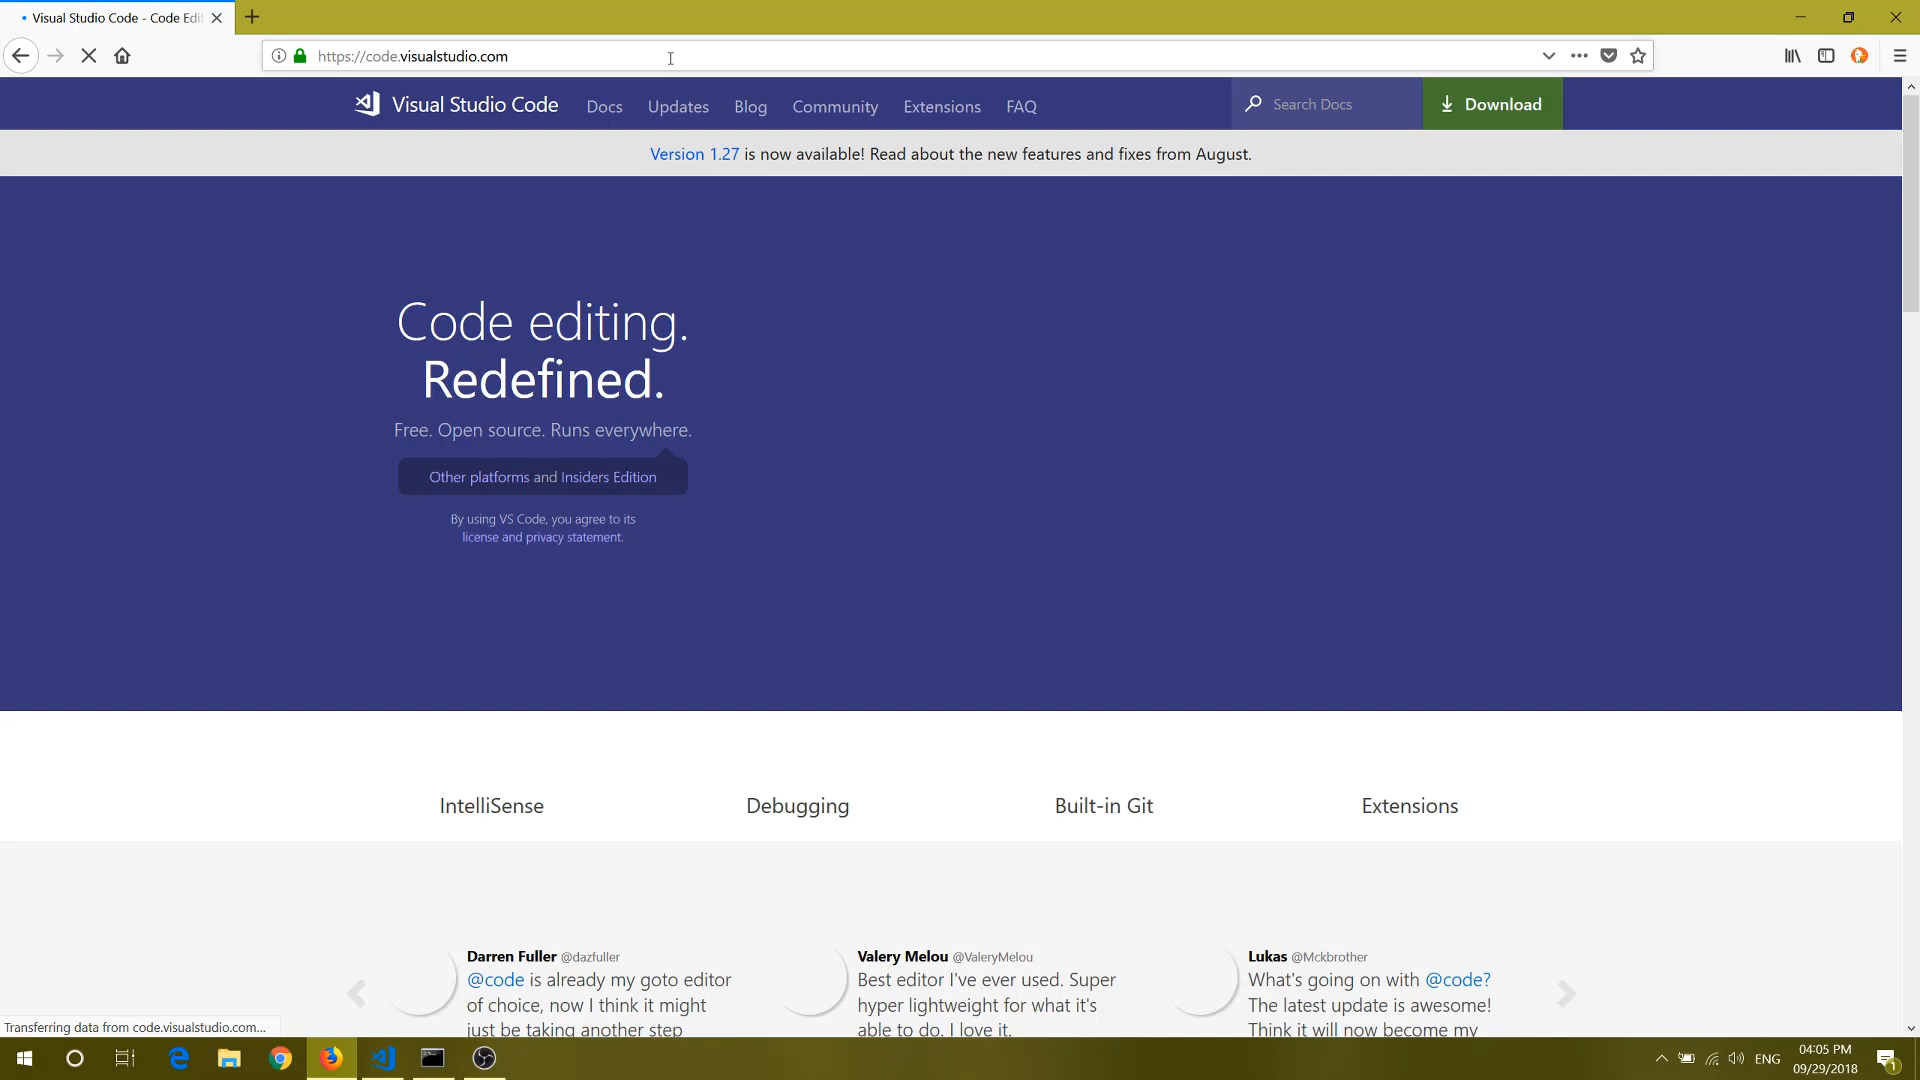 Visual Studio Code - Code Edi
https://code.visualstudio.com
Visual Studio Code
Docs
Updates
Blog
Community
Extensions
FAQ
Search Docs
Download
Version 1.27 is now available! Read about the new features and fixes from August.
Code editing.
Redefined.
Free. Open source. Runs everywhere.
Other platforms and Insiders Edition
By using VS Code, you agree to its
license and privacy statement.
IntelliSense
Debugging
Built-in Git
Extensions
Darren Fuller @dazfuller
@code is already my goto editor
of choice, now I think it might
just be taking another step
Valery Melou @ValeryMelou
Best editor I've ever used. Super
hyper lightweight for what it's
able to do. I love it.
Lukas @Mckbrother
What's going on with @code?
The latest update is awesome!
Think it will now become my
Transferring data from code.visualstudio.com...
ENG
04:05 PM
09/29/2018
1